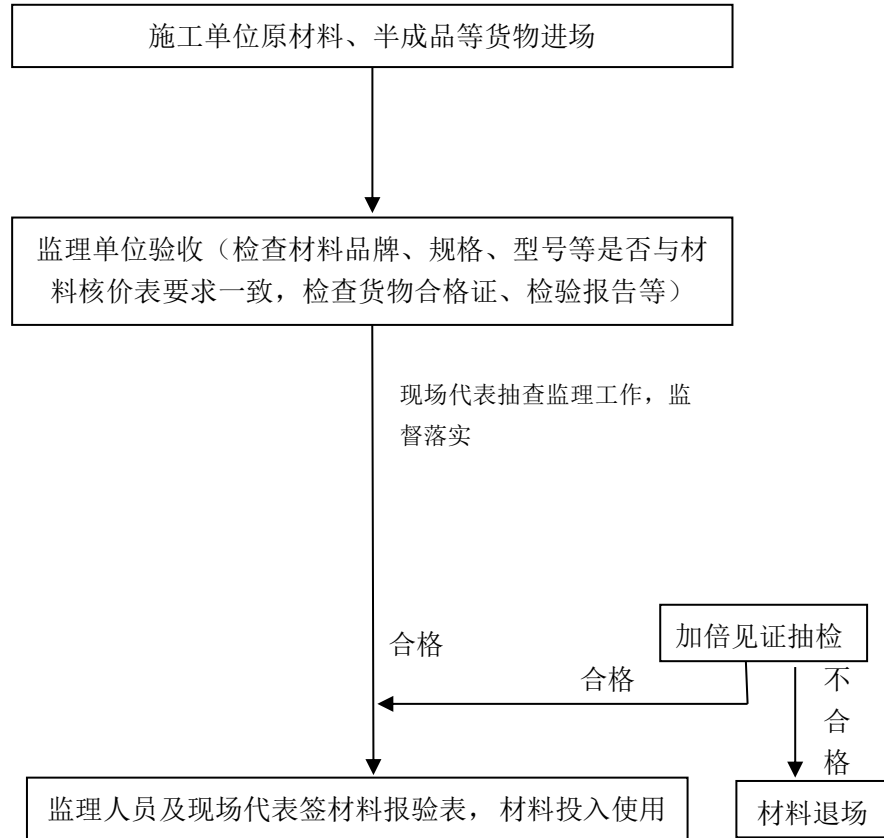 施工单位原材料、半成品等货物进场
监理单位验收（检查材料品牌、规格、型号等是否与材
料核价表要求一致，检查货物合格证、检验报告等）
现场代表抽查监理工作，监
督落实
加倍见证抽检
合格
合格
不
合
格
监理人员及现场代表签材料报验表，材料投入使用
材料退场